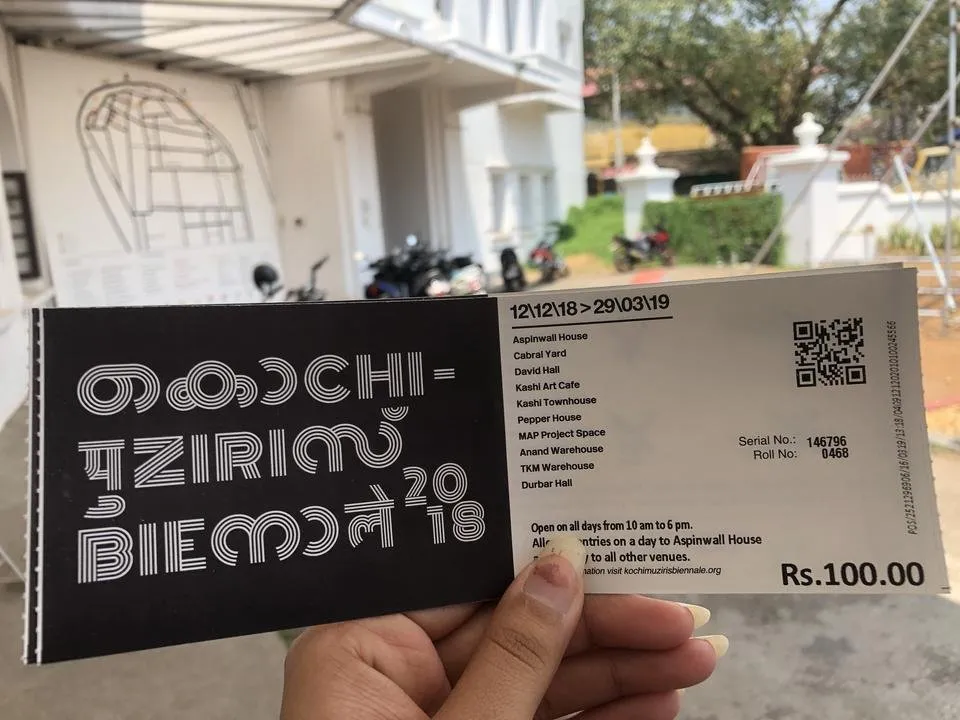 കൊCHI-
मुZIRIസ്
BIEനാले 20
18
12\12\18 > 29\03\19
Aspinwall House
Cabral Yard
David Hall
Kashi Art Cafe
Kashi Townhouse
Pepper House
MAP Project Space
Anand Warehouse
TKM Warehouse
Durbar Hall
Serial No.: 146796
Roll No: 0468
Open on all days from 10 am to 6 pm.
entries on a day to Aspinwall House
to all other venues.
visit kochimuzirisbiennale.org
Rs.100.00